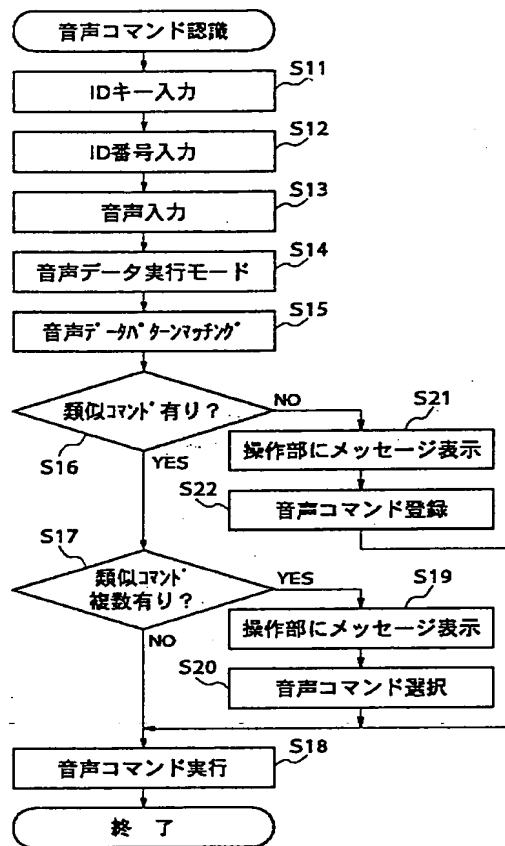 音声コマンド認識
S11
IDキー入力
S12
ID番号入力
S13
音声入力
S14
音声データ実行モード
S15
音声ﾃﾞｰﾀﾊﾟﾀｰﾝﾏｯﾁﾝｸﾞ
類似ｺﾏﾝﾄﾞ有り？
NO
S16
YES
S21
操作部にメッセージ表示
S22
音声コマンド登録
S17
類似ｺﾏﾝﾄﾞ
複数有り？
YES
NO
S19
操作部にメッセージ表示
S20
音声コマンド選択
S18
音声コマンド実行
終 了